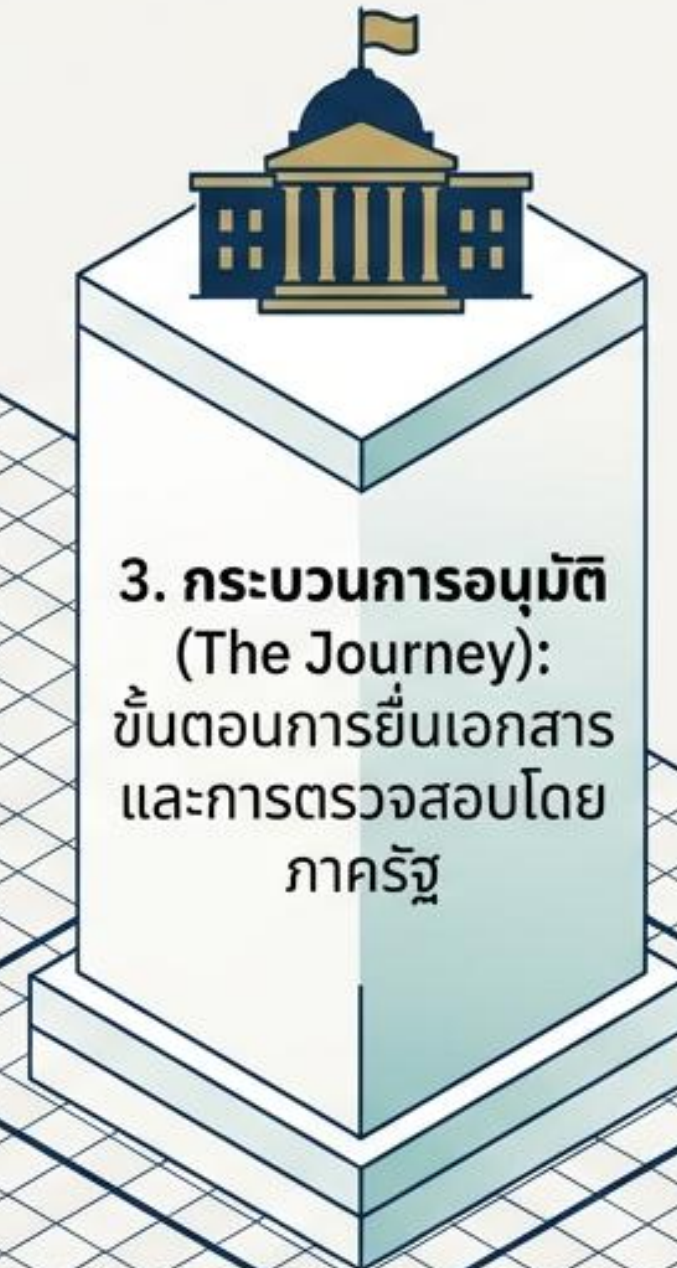 3. กระบวนการอนุมัติ
(The Journey):
ขั้นตอนการยื่นเอกสาร
และการตรวจสอบโดย
ภาครัฐ